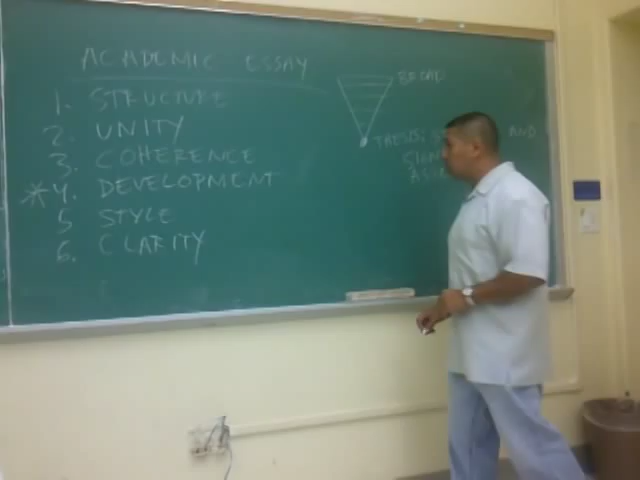 ACADEMIC ESSAY
1. STRUCTURE
2. UNITY
3. COHERENCE
*4. DEVELOPMENT
5 STYLE
6. CLARITY
BROAD
THESIS: AND